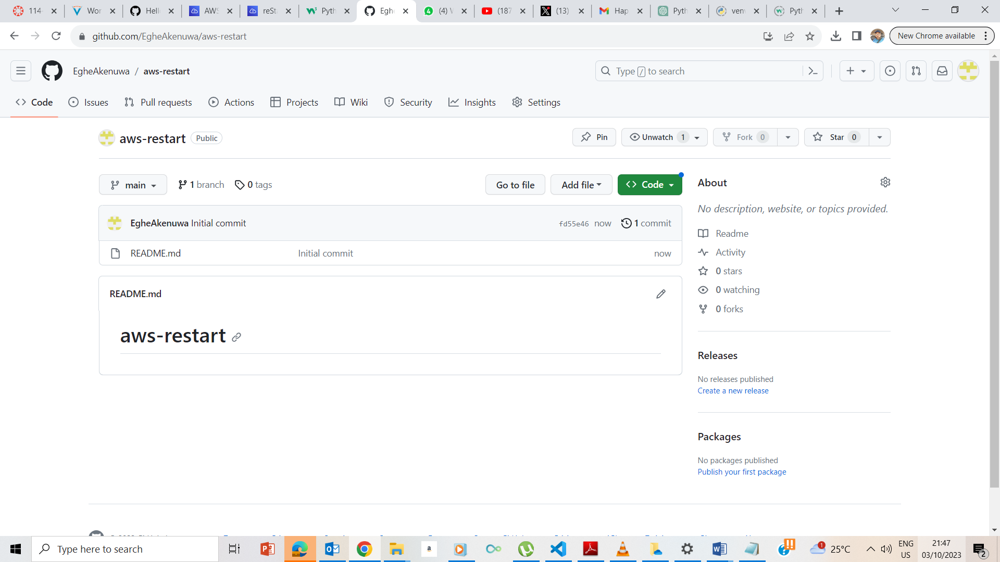 114-
Wor
Hell
AWS
reSt
Pyth
Eghe
(4) V
(187
(13)
Hap
Pyth
venv
Pyth
github.com/EgheAkenuwa/aws-restart
New Chrome available
EgheAkenuwa / aws-restart
Type / to search
Code
Issues
Pull requests
Actions
Projects
Wiki
Security
Insights
Settings
aws-restart Public
Pin
Unwatch 1
Fork 0
Star 0
main
1 branch
0 tags
Go to file
Add file
Code
EgheAkenuwa Initial commit
fd55e46 now
1 commit
README.md
Initial commit
now
README.md
aws-restart
About
No description, website, or topics provided.
Readme
Activity
0 stars
0 watching
0 forks
Releases
No releases published
Create a new release
Packages
No packages published
Publish your first package
Type here to search
a
1
25°C
ENG
US
21:47
03/10/2023
2